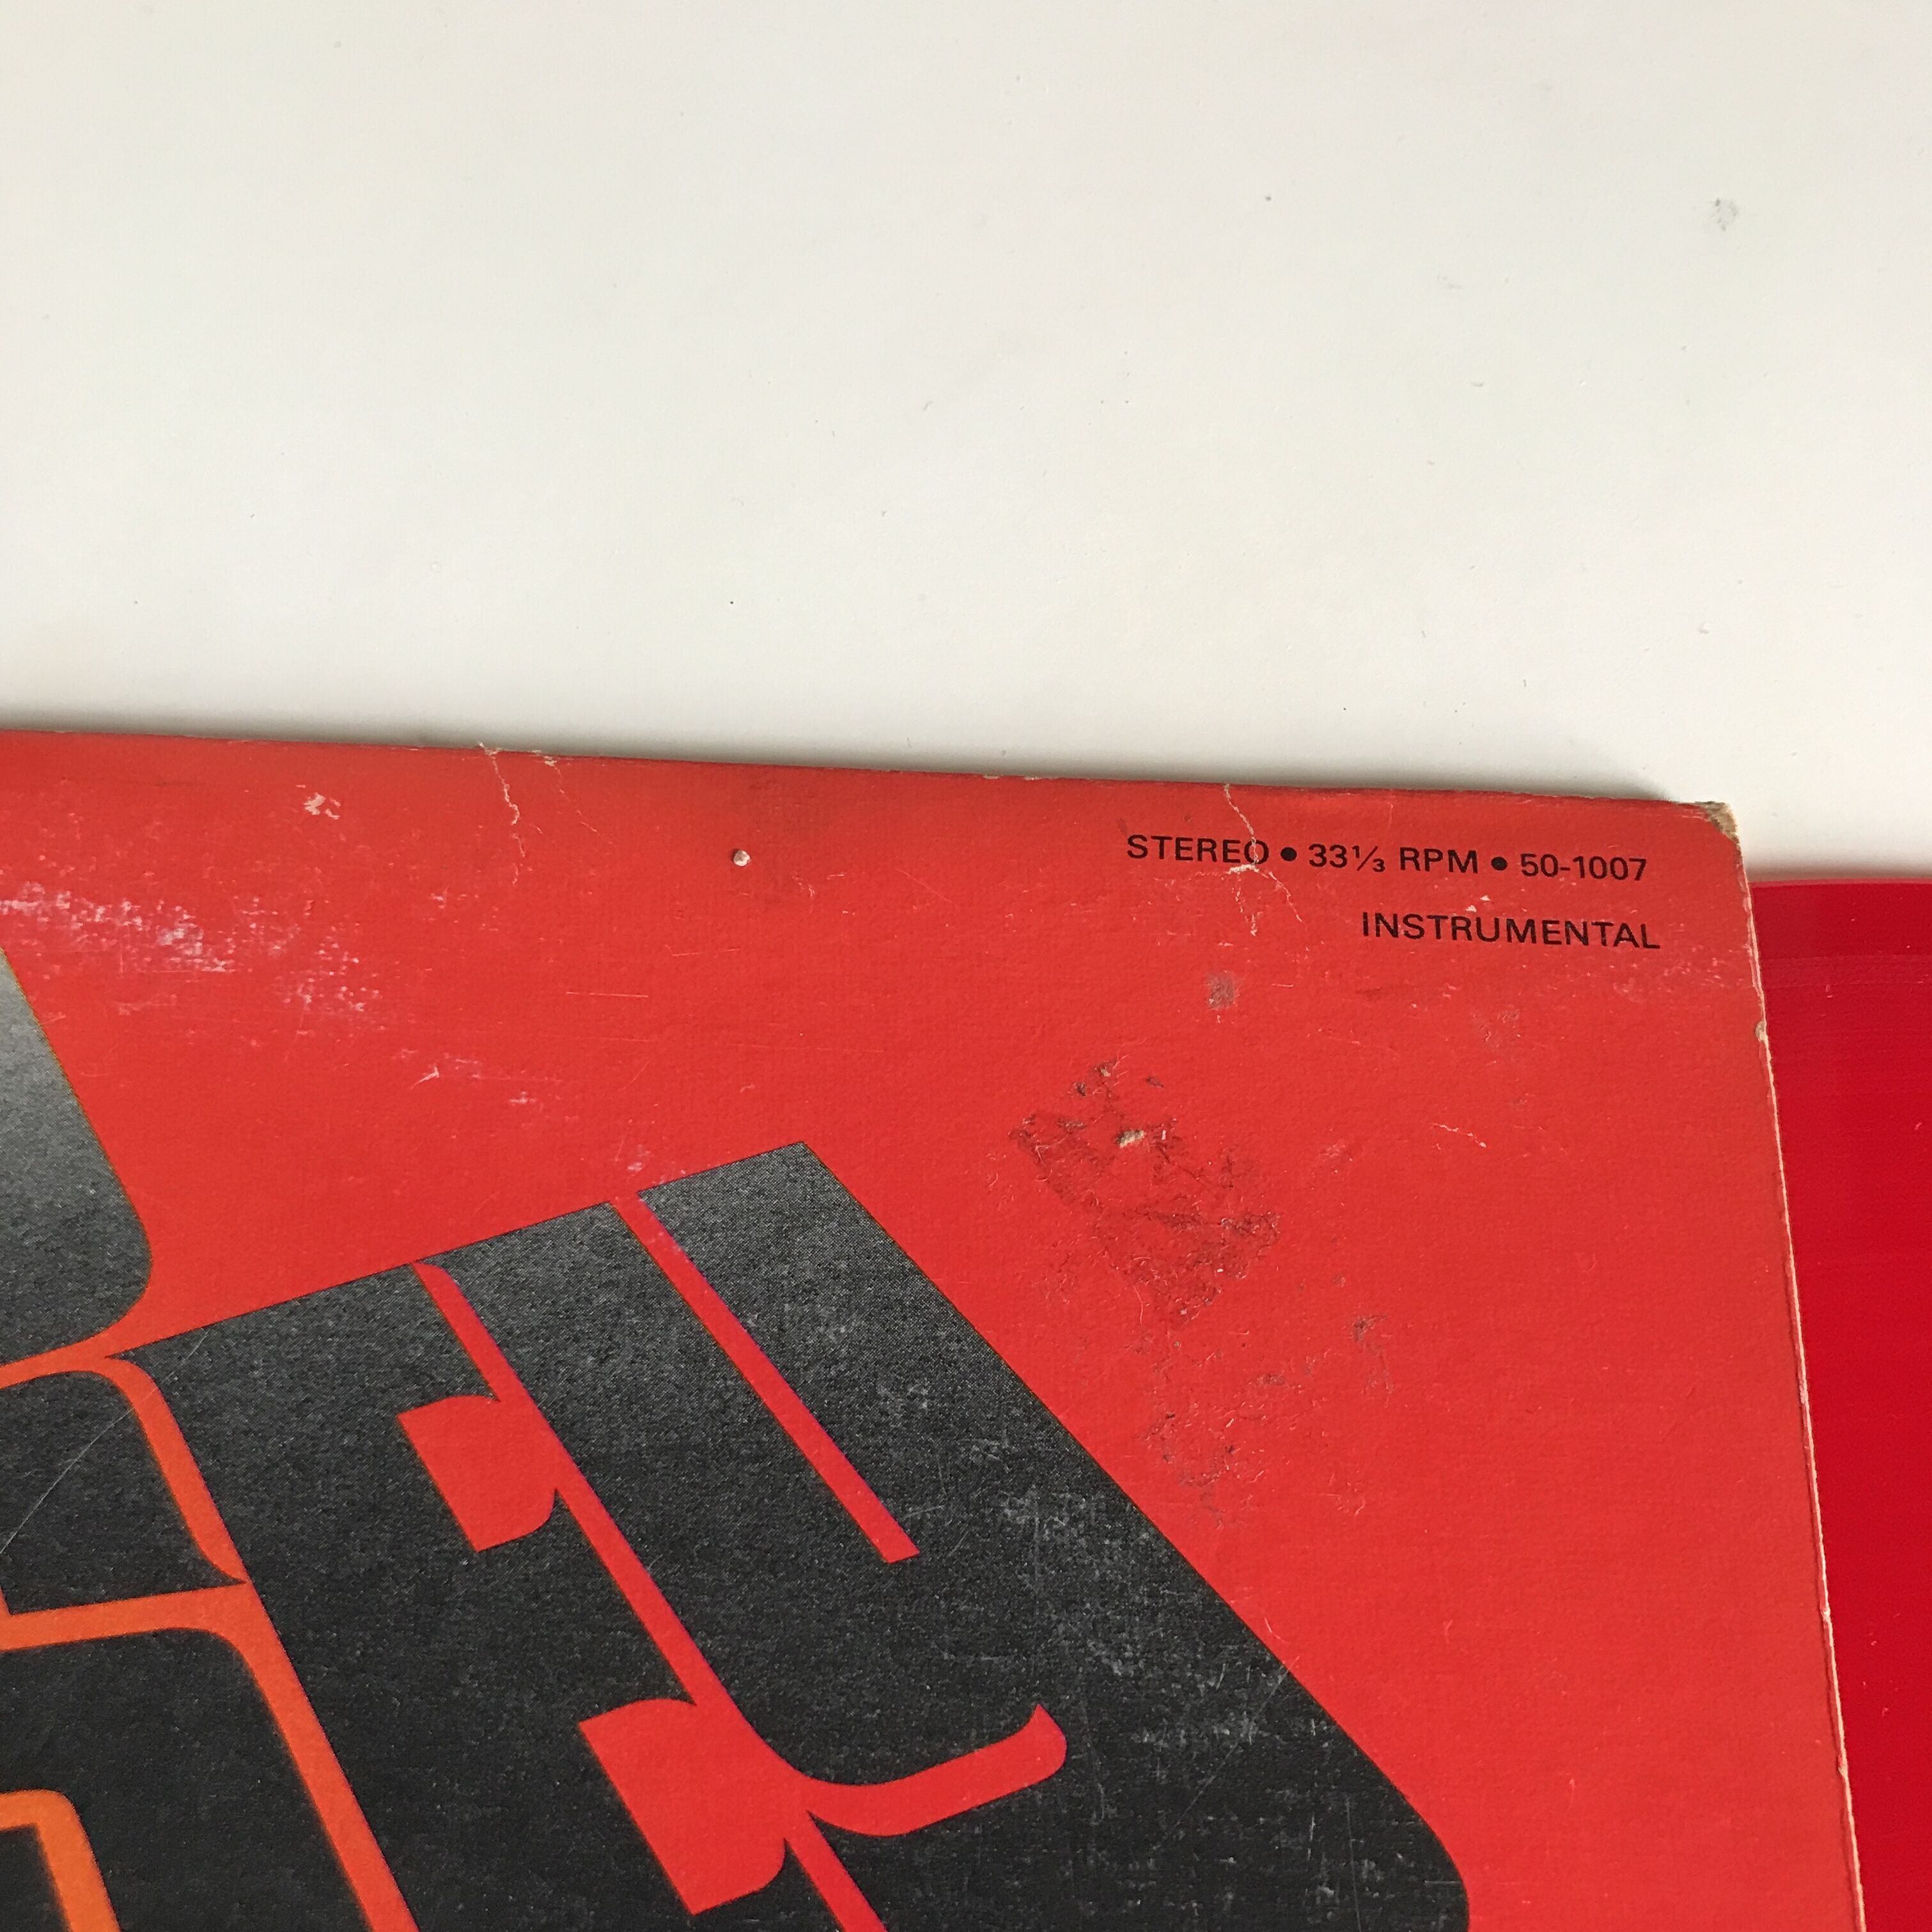 STEREO • 33⅓ RPM • 50-1007
INSTRUMENTAL